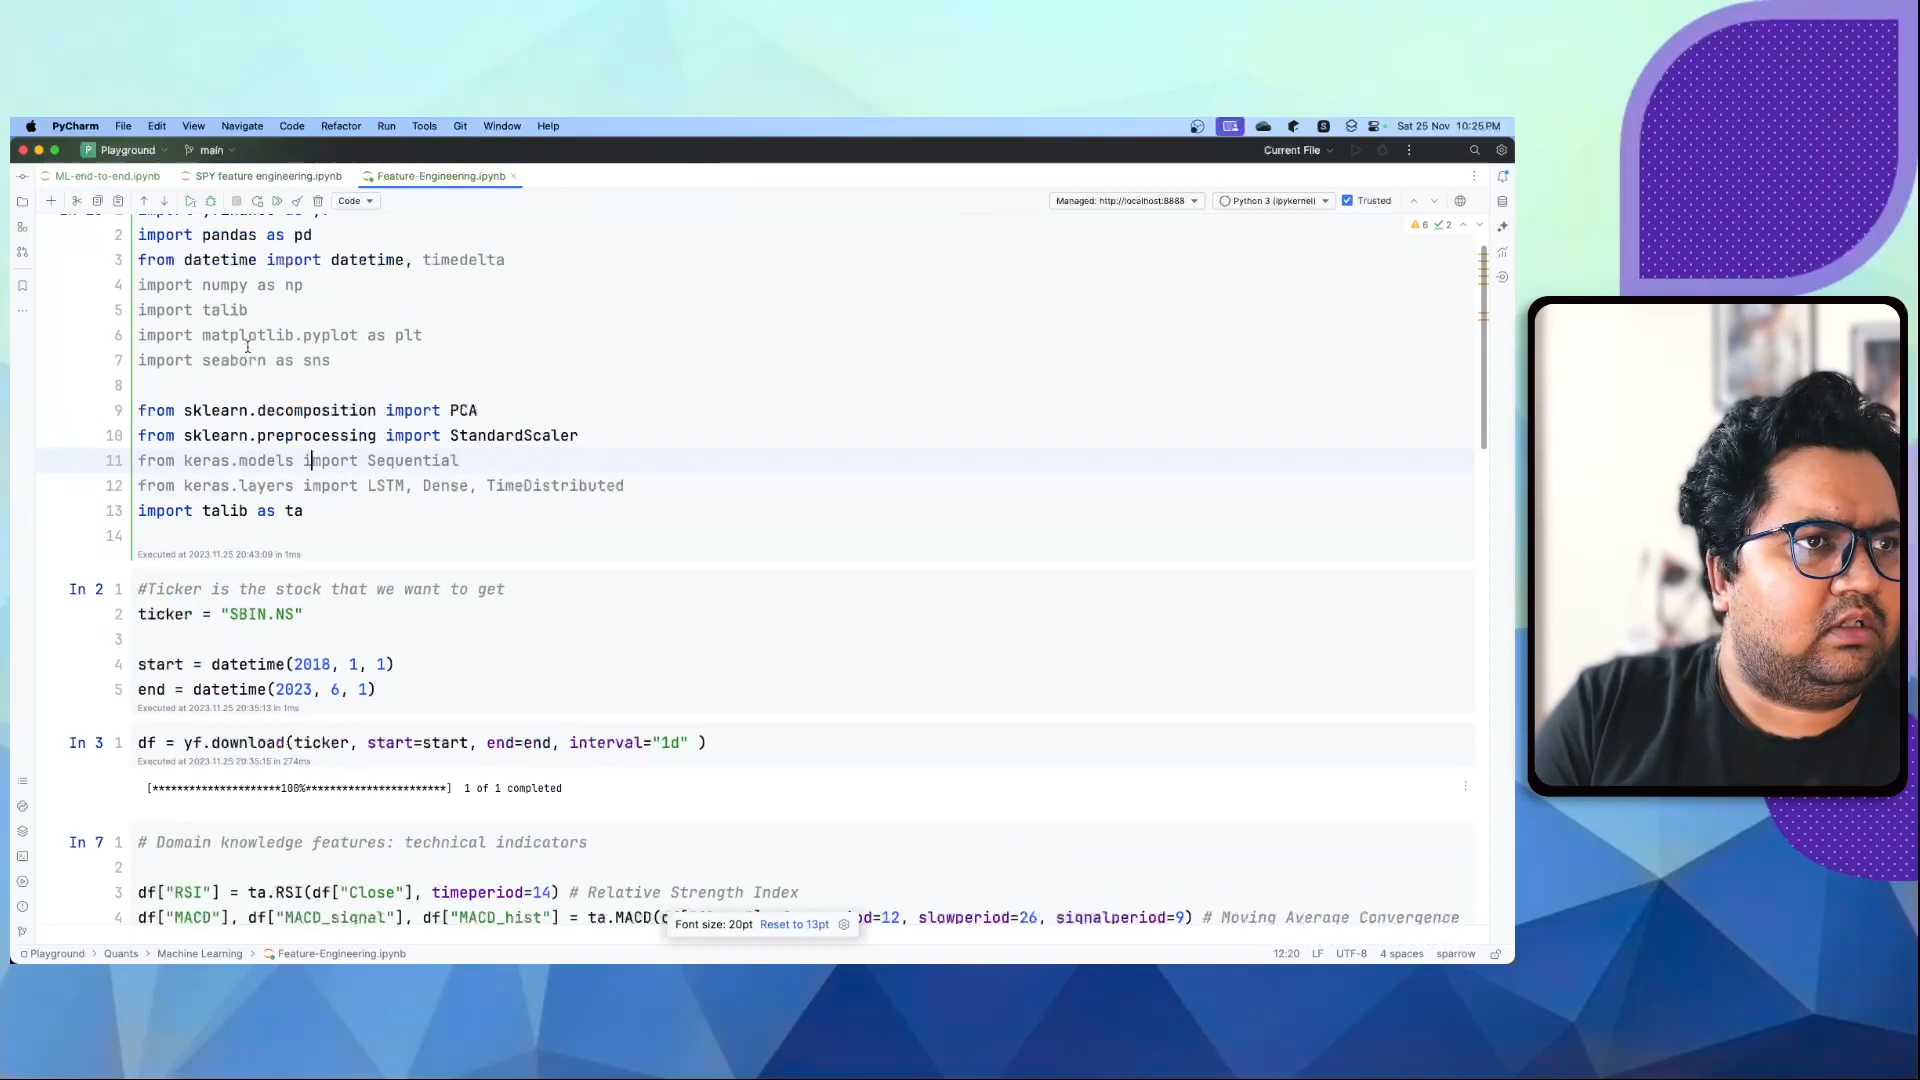 PyCharm File Edit View Navigate Code Refactor Run Tools Git Window Help S Sat 25 Nov 10:25PM
P Playground main Current File
ML-end-to-end.ipynb SPY feature engineering.ipynb Feature-Engineering.ipynb
Code Managed: http://localhost:8888 Python 3 (ipykernel) Trusted
6 2
2 import pandas as pd
3 from datetime import datetime, timedelta
4 import numpy as np
5 import talib
6 import matplotlib.pyplot as plt
7 import seaborn as sns
8
9 from sklearn.decomposition import PCA
10 from sklearn.preprocessing import StandardScaler
11 from keras.models import Sequential
12 from keras.layers import LSTM, Dense, TimeDistributed
13 import talib as ta
14
Executed at 2023.11.25 20:43:09 in 1ms
In 2 1 #Ticker is the stock that we want to get
2 ticker = "SBIN.NS"
3
4 start = datetime(2018, 1, 1)
5 end = datetime(2023, 6, 1)
Executed at 2023.11.25 20:35:13 in 1ms
In 3 1 df = yf.download(ticker, start=start, end=end, interval="1d" )
Executed at 2023.11.25 20:35:15 in 274ms
[*********************100%***********************] 1 of 1 completed
In 7 1 # Domain knowledge features: technical indicators
2
3 df["RSI"] = ta.RSI(df["Close"], timeperiod=14) # Relative Strength Index
4 df["MACD"], df["MACD_signal"], df["MACD_hist"] = ta.MACD( od=12, slowperiod=26, signalperiod=9) # Moving Average Convergence
Font size: 20pt Reset to 13pt
Playground > Quants > Machine Learning > Feature-Engineering.ipynb 12:20 LF UTF-8 4 spaces sparrow